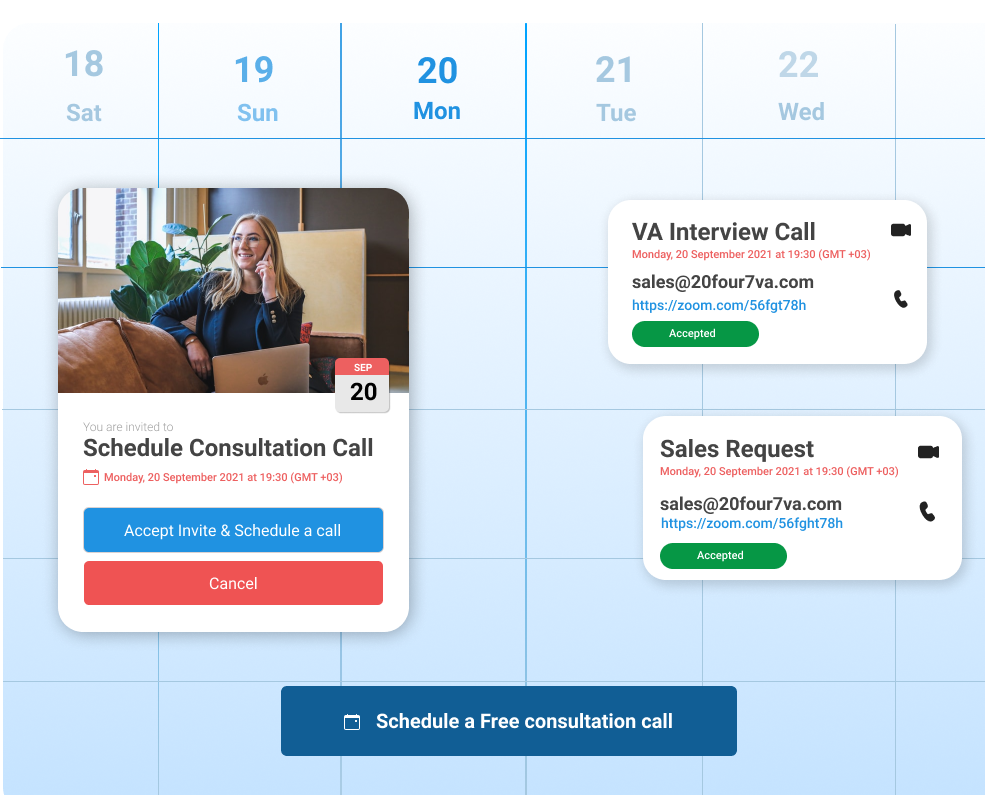 18
Sat
19
Sun
20
Mon
21
Tue
22
Wed
SEP
20
You are invited to
Schedule Consultation Call
Monday, 20 September 2021 at 19:30 (GMT +03)
Accept Invite & Schedule a call
Cancel
VA Interview Call
Monday, 20 September 2021 at 19:30 (GMT +03)
sales@20four7va.com
https://zoom.com/56fgt78h
Accepted
Sales Request
Monday, 20 September 2021 at 19:30 (GMT +03)
sales@20four7va.com
https://zoom.com/56fght78h
Accepted
Schedule a Free consultation call